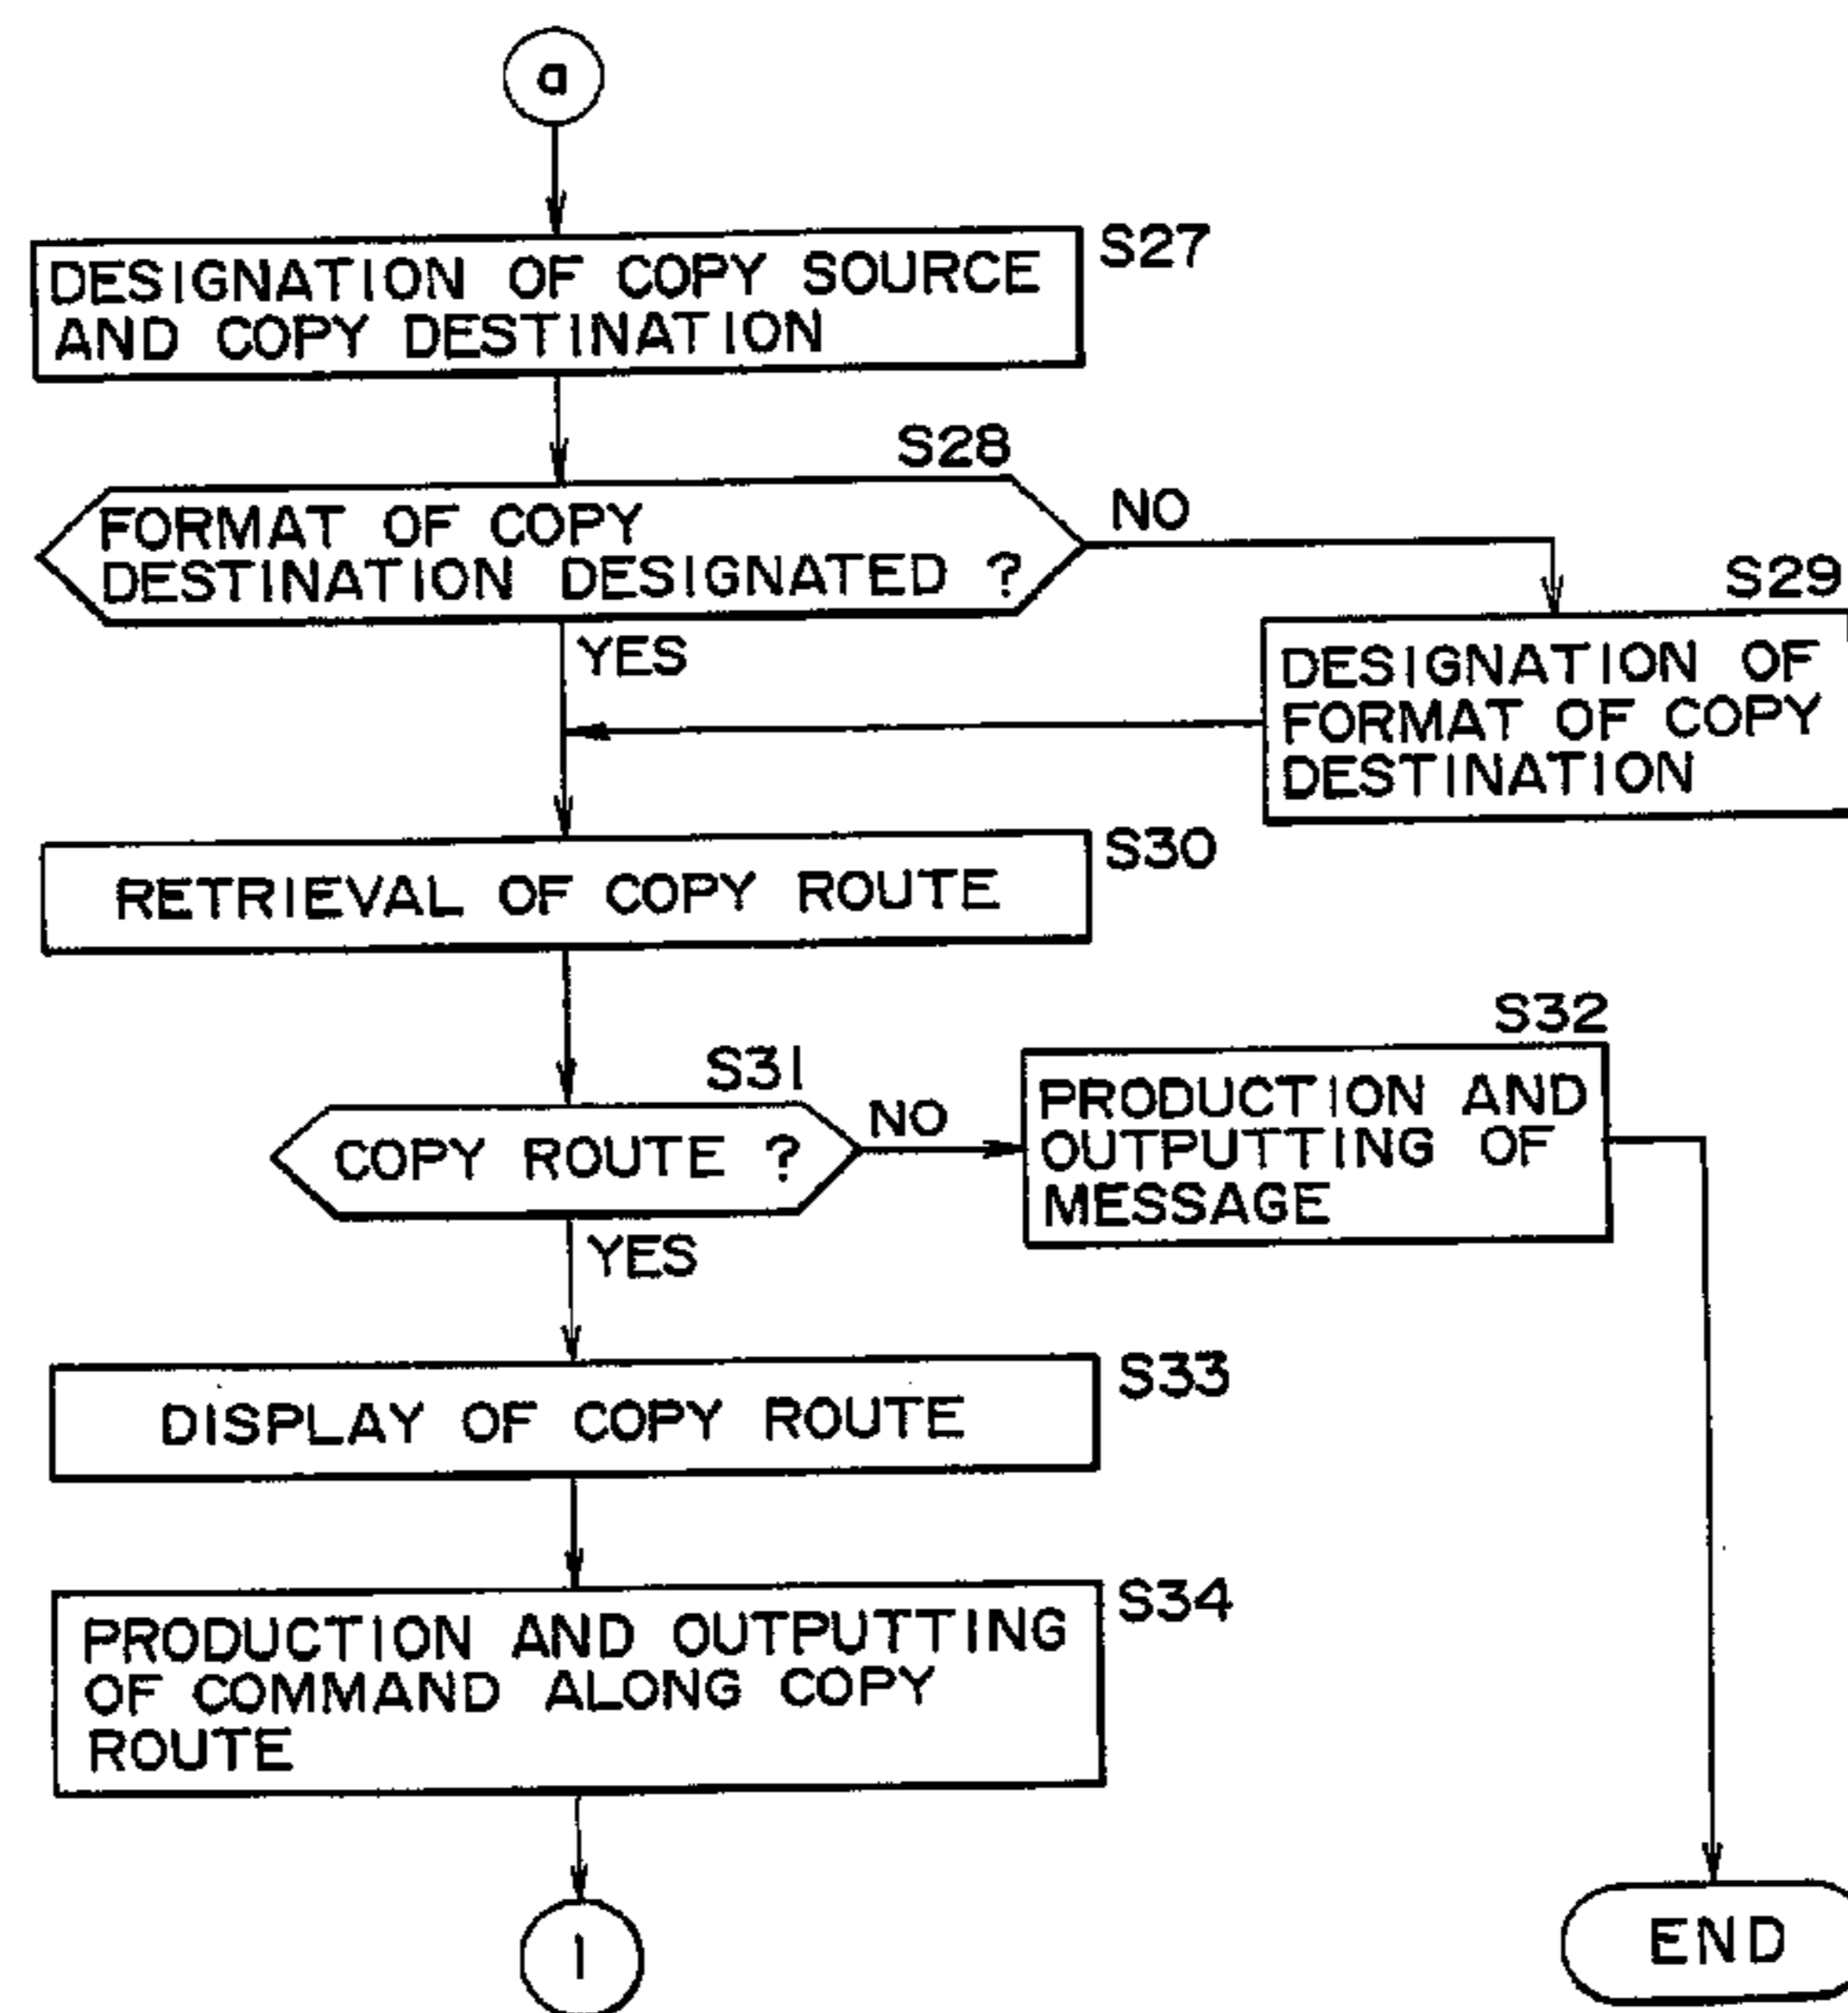 a
S27
DESIGNATION OF COPY SOURCE
AND COPY DESTINATION
S28
FORMAT OF COPY
DESTINATION DESIGNATED ?
NO
YES
S29
DESIGNATION OF
FORMAT OF COPY
DESTINATION
S30
RETRIEVAL OF COPY ROUTE
S31
COPY ROUTE ?
NO
YES
S32
PRODUCTION AND
OUTPUTTING OF
MESSAGE
S33
DISPLAY OF COPY ROUTE
S34
PRODUCTION AND OUTPUTTING
OF COMMAND ALONG COPY
ROUTE
1
END